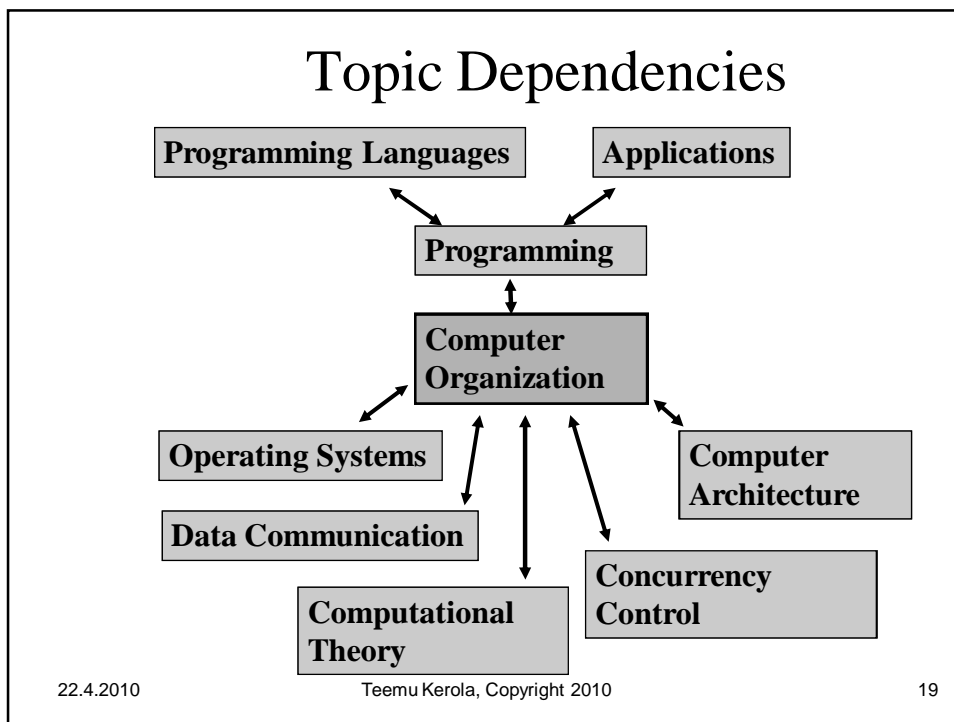 Topic Dependencies
Programming Languages
Applications
Programming
Computer
Organization
Operating Systems
Computer
Architecture
Data Communication
Concurrency
Control
Computational
Theory
22.4.2010
Teemu Kerola, Copyright 2010
19